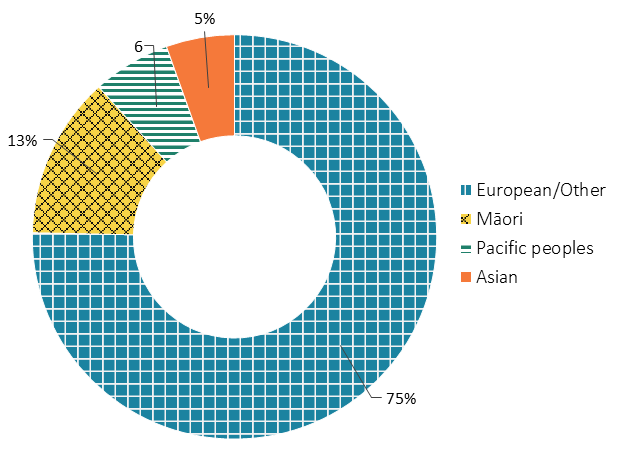 5%
6
13%
European/Other
Māori
Pacific peoples
Asian
75%